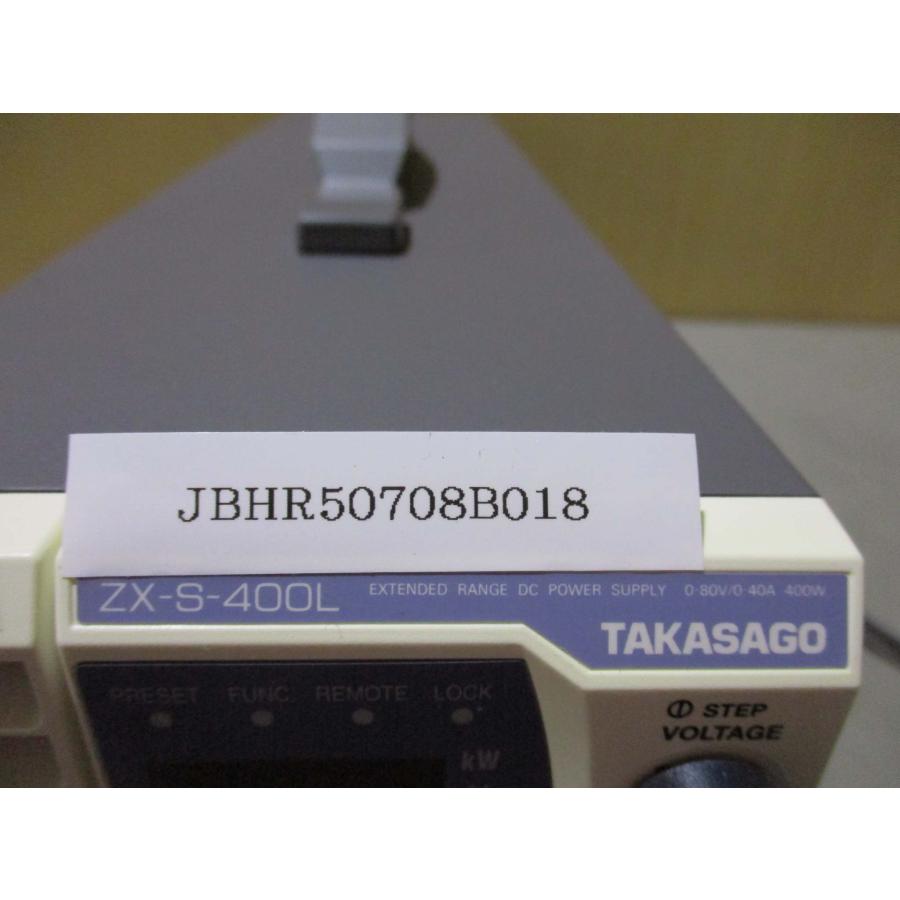 JBHR50708B018
ZX-S-400L EXTENDED RANGE DC POWER SUPPLY 0-80V/0-40A 400W
TAKASAGO
PRESET FUNC REMOTE LOCK
STEP
VOLTAGE
kW